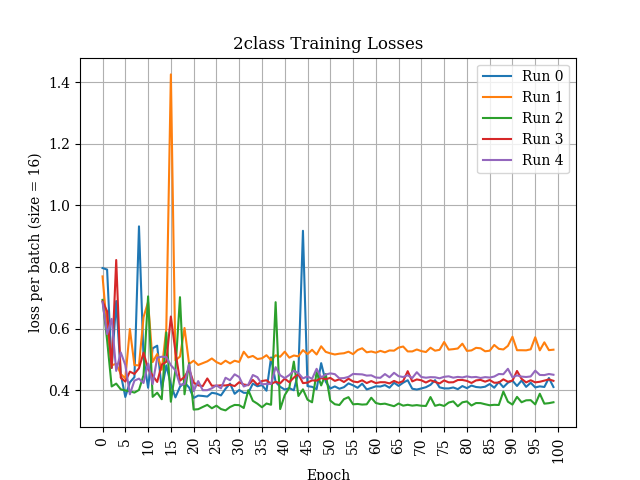 2class Training Losses
loss per batch (size = 16)
1.4
1.2
1.0
0.8
0.6
0.4
Run 0
Run 1
Run 2
Run 3
Run 4
0 5 10 15 20 25 30 35 40 45 50 55 60 65 70 75 80 85 90 95 100
Epoch